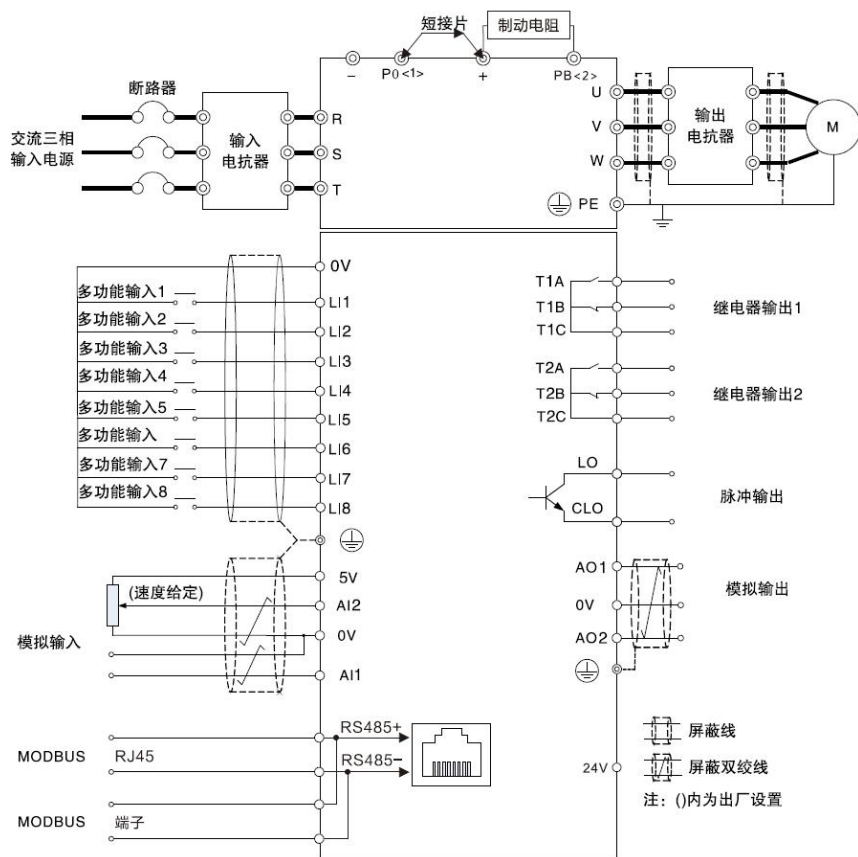 短接片
制动电阻
− P0<1> + PB<2>
断路器
交流三相
输入电源
输入
电抗器
R
S
T
U
V
W
PE
输出
电抗器
M
0V
多功能输入1
LI1
多功能输入2
LI2
多功能输入3
LI3
多功能输入4
LI4
多功能输入5
LI5
多功能输入
LI6
多功能输入7
LI7
多功能输入8
LI8
T1A
T1B
T1C
继电器输出1
T2A
T2B
T2C
继电器输出2
LO
CLO
脉冲输出
5V
(速度给定)
AI2
0V
模拟输入
AI1
AO1
0V
AO2
模拟输出
MODBUS RJ45
RS485+
RS485−
MODBUS 端子
24V
屏蔽线
屏蔽双绞线
注：()内为出厂设置